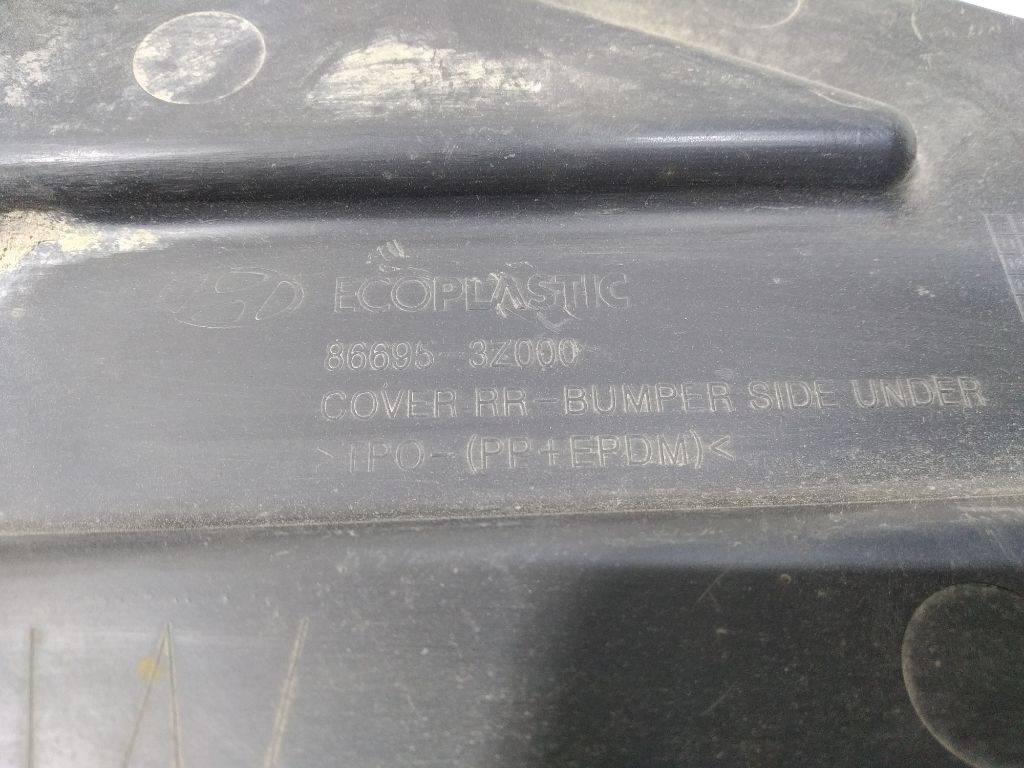 ECOPLASTIC
86695-3Z000
COVER RR-BUMPER SIDE UNDER
>TPO-(PP+EPDM)<